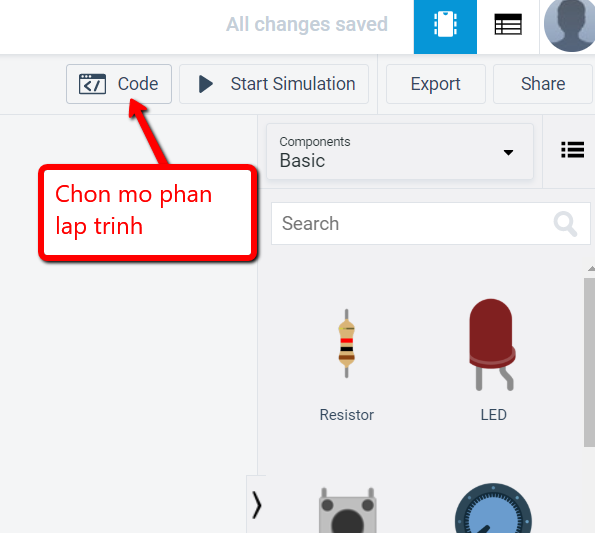 All changes saved
Code
Start Simulation
Export
Share
Components
Basic
Chon mo phan
lap trinh
Search
Resistor
LED